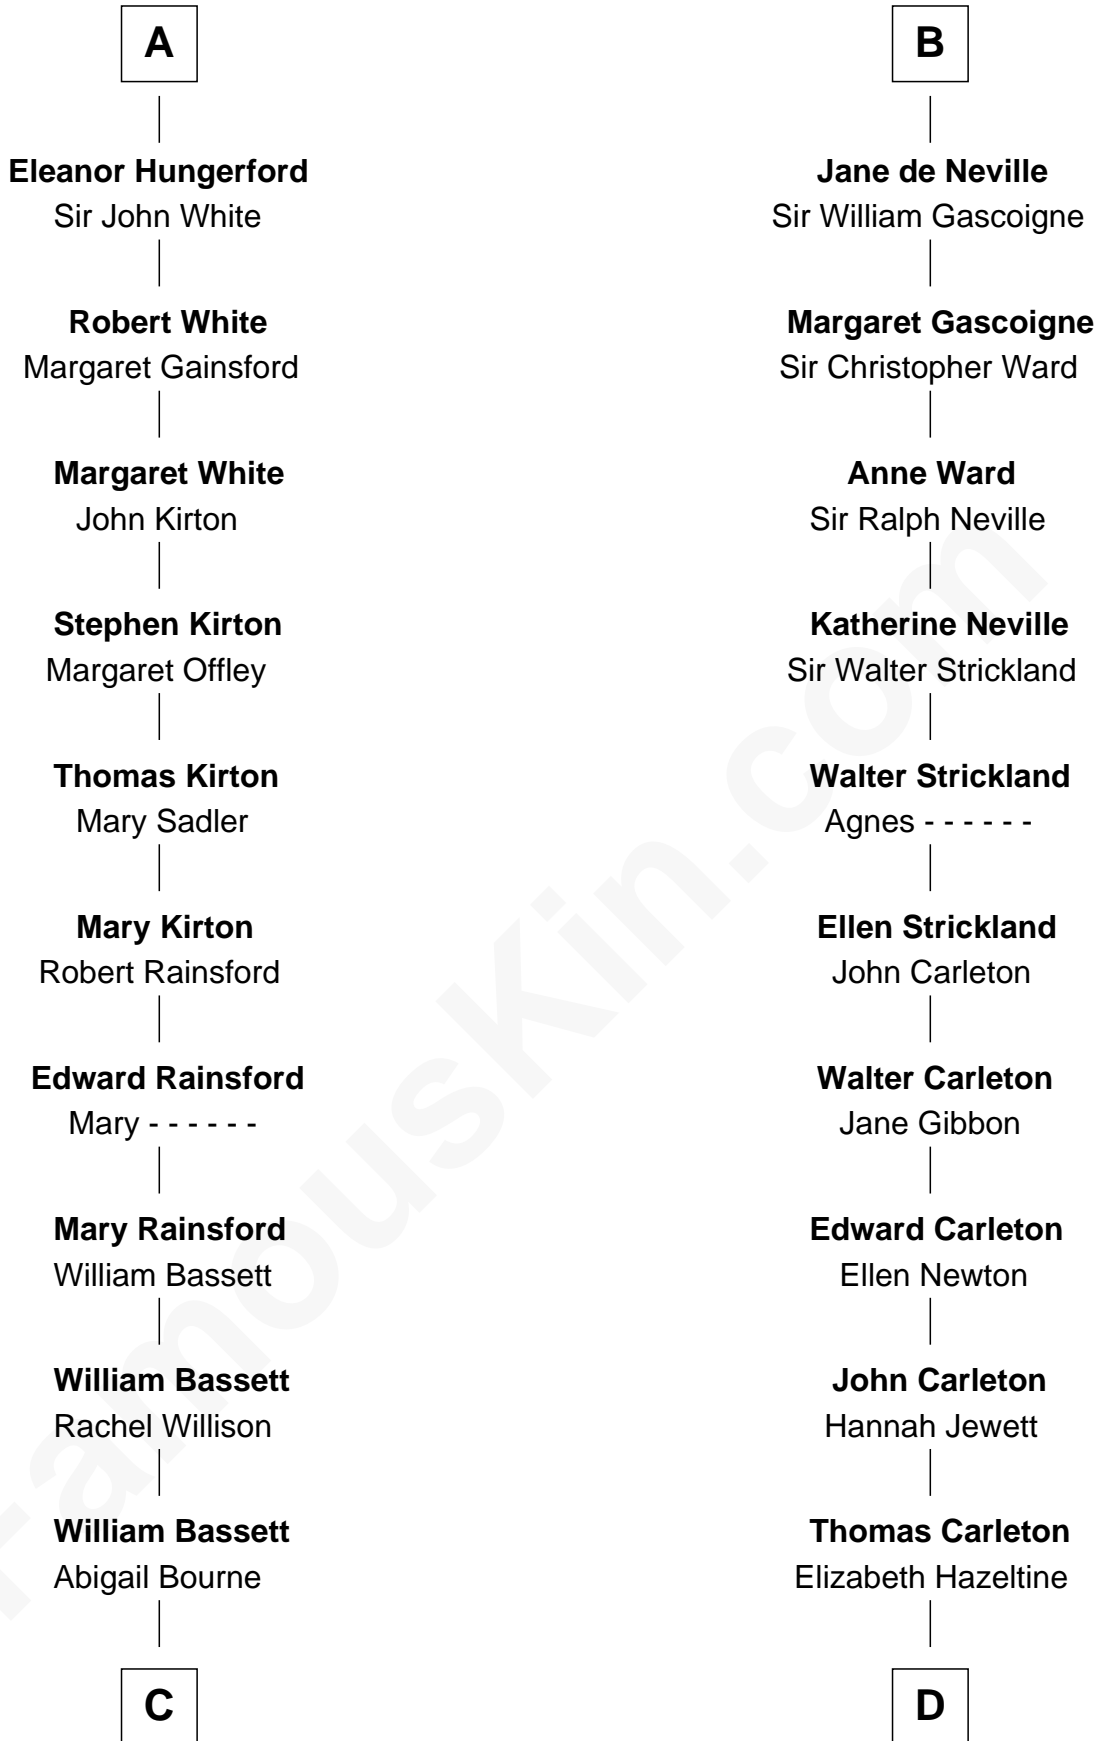 A
Eleanor Hungerford
Sir John White
Robert White
Margaret Gainsford
Margaret White
John Kirton
Stephen Kirton
Margaret Offley
Thomas Kirton
Mary Sadler
Mary Kirton
Robert Rainsford
Edward Rainsford
Mary - - - - - -
Mary Rainsford
William Bassett
William Bassett
Rachel Willison
William Bassett
Abigail Bourne
C
B
Jane de Neville
Sir William Gascoigne
Margaret Gascoigne
Sir Christopher Ward
Anne Ward
Sir Ralph Neville
Katherine Neville
Sir Walter Strickland
Walter Strickland
Agnes - - - - - -
Ellen Strickland
John Carleton
Walter Carleton
Jane Gibbon
Edward Carleton
Ellen Newton
John Carleton
Hannah Jewett
Thomas Carleton
Elizabeth Hazeltine
D
FamousKin.com